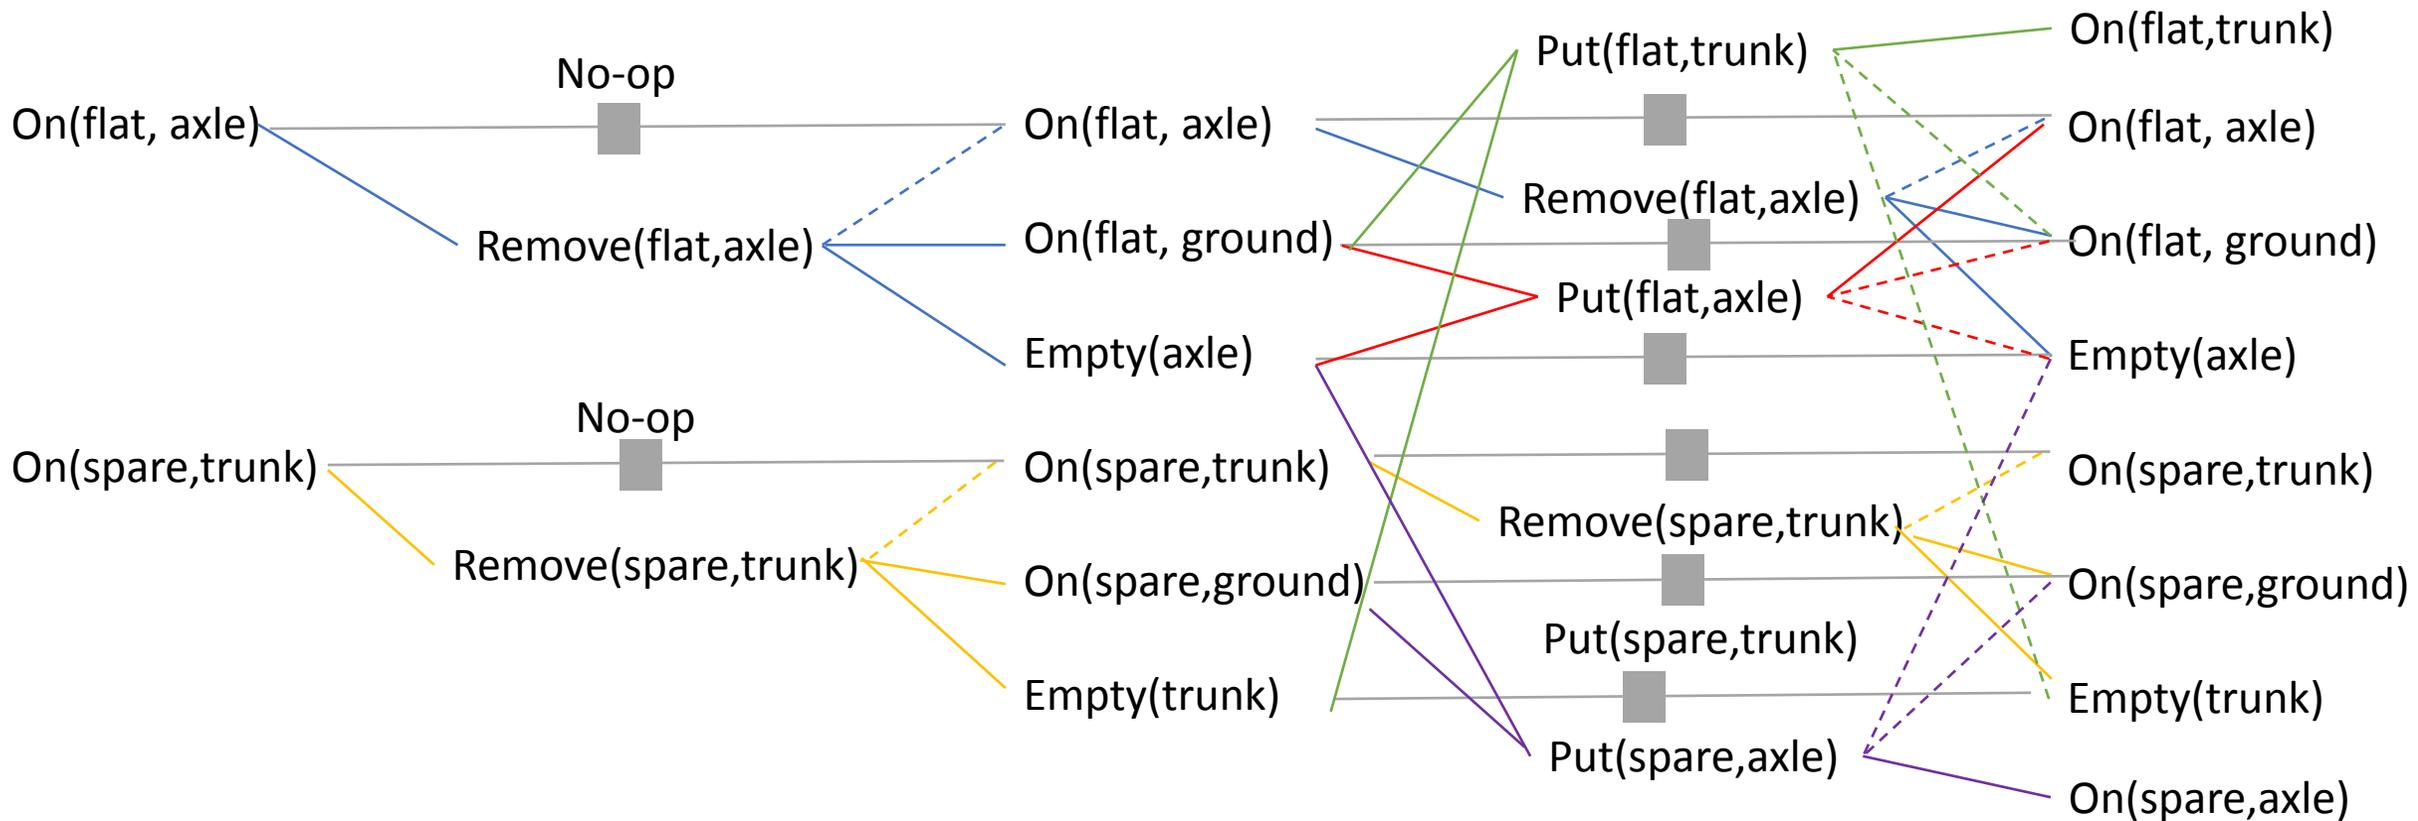 No-op
On(flat, axle)
Remove(flat,axle)
No-op
On(spare,trunk)
Remove(spare,trunk)
On(flat, axle)
On(flat, ground)
Empty(axle)
On(spare,trunk)
On(spare,ground)
Empty(trunk)
Put(flat,trunk)
Remove(flat,axle)
Put(flat,axle)
Remove(spare,trunk)
Put(spare,trunk)
Put(spare,axle)
On(flat,trunk)
On(flat, axle)
On(flat, ground)
Empty(axle)
On(spare,trunk)
On(spare,ground)
Empty(trunk)
On(spare,axle)